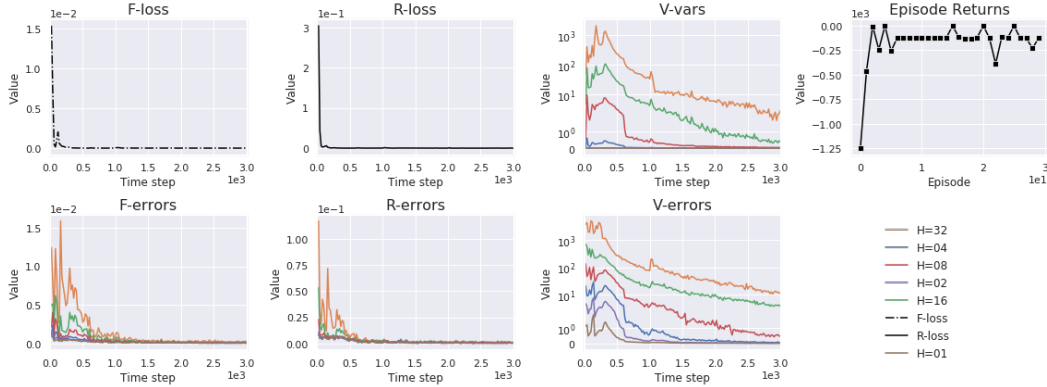 F-loss
R-loss
V-vars
Episode Returns
1e−2
3
1e−1
1e3
1.5
1.0
0.5
0.0
Value
0.0 0.5 1.0 1.5 2.0 2.5 3.0
Time step
1e3
3
2
1
0
Value
0.0 0.5 1.0 1.5 2.0 2.5 3.0
Time step
1e3
10³
10²
10¹
10⁰
0
Value
0.0 0.5 1.0 1.5 2.0 2.5 3.0
Time step
1e3
0.00
−0.25
−0.50
−0.75
−1.00
−1.25
Value
0 1 2 3
Episode
1e1
F-errors
R-errors
V-errors
1e−2
1e−1
1.5
1.0
0.5
0.0
Value
0.0 0.5 1.0 1.5 2.0 2.5 3.0
Time step
1e3
1.00
0.75
0.50
0.25
0.00
Value
0.0 0.5 1.0 1.5 2.0 2.5 3.0
Time step
1e3
10³
10²
10¹
10⁰
0
Value
0.0 0.5 1.0 1.5 2.0 2.5 3.0
Time step
1e3
H=32
H=04
H=08
H=02
H=16
F-loss
R-loss
H=01